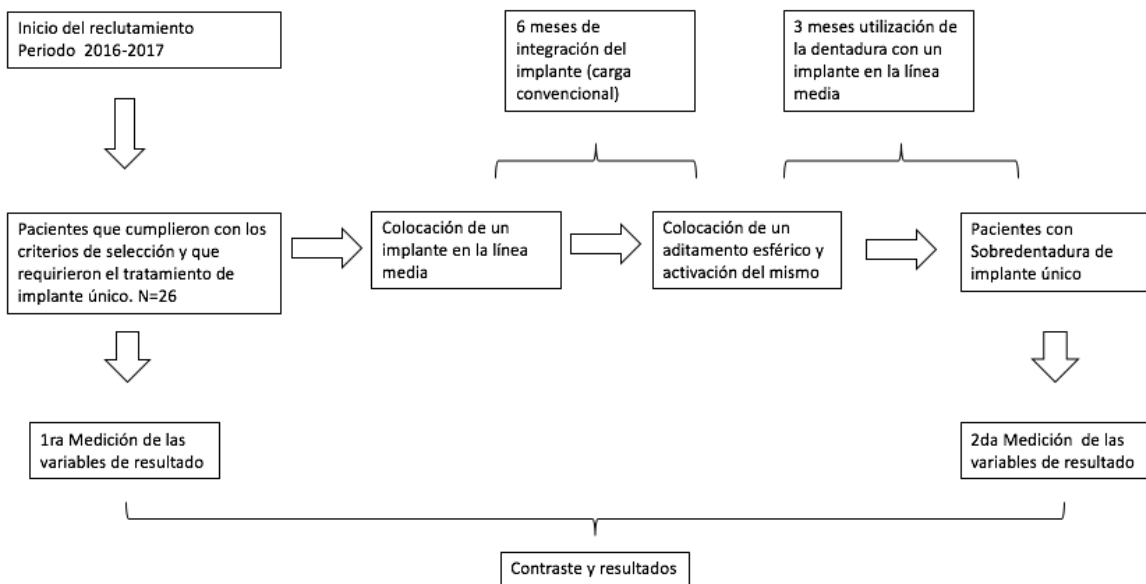 Inicio del reclutamiento
Periodo 2016-2017
6 meses de
integración del
implante (carga
convencional)
3 meses utilización de
la dentadura con un
implante en la línea
media
Pacientes que cumplieron con los
criterios de selección y que
requirieron el tratamiento de
implante único. N=26
Colocación de un
implante en la línea
media
Colocación de un
aditamento esférico y
activación del mismo
Pacientes con
Sobredentadura de
implante único
1ra Medición de las
variables de resultado
2da Medición de las
variables de resultado
Contraste y resultados